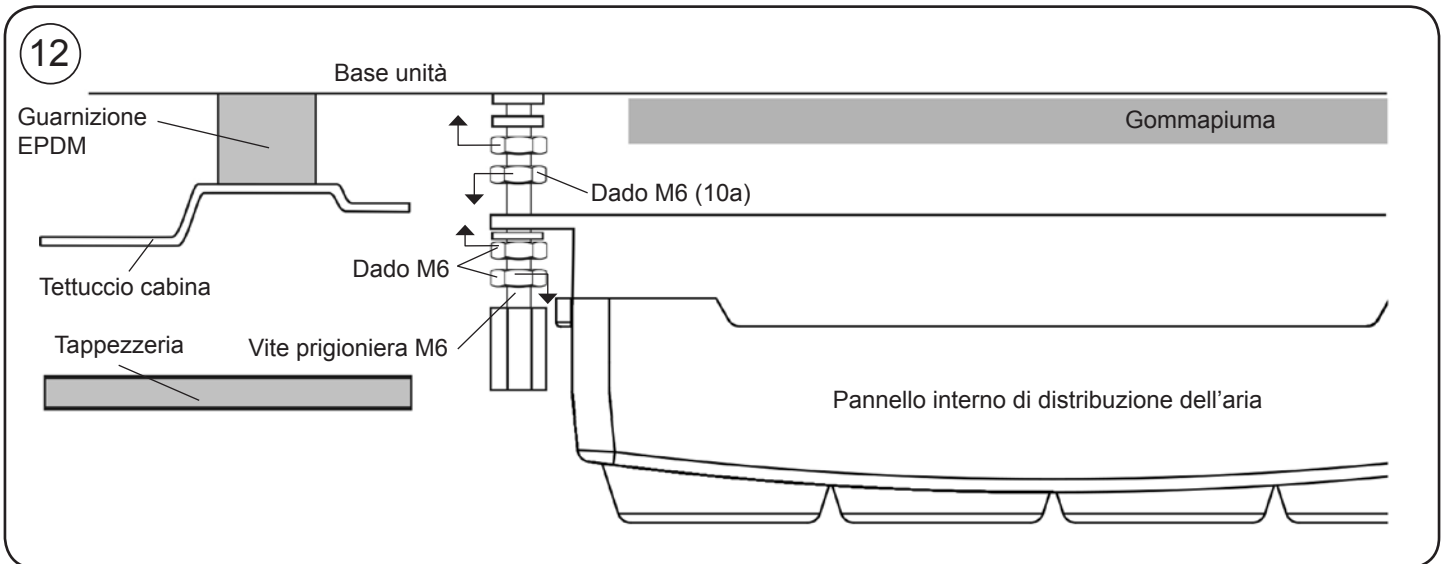 12
Base unità
Guarnizione
EPDM
Gommapiuma
Dado M6 (10a)
Dado M6
Tettuccio cabina
Tappezzeria
Vite prigioniera M6
Pannello interno di distribuzione dell’aria